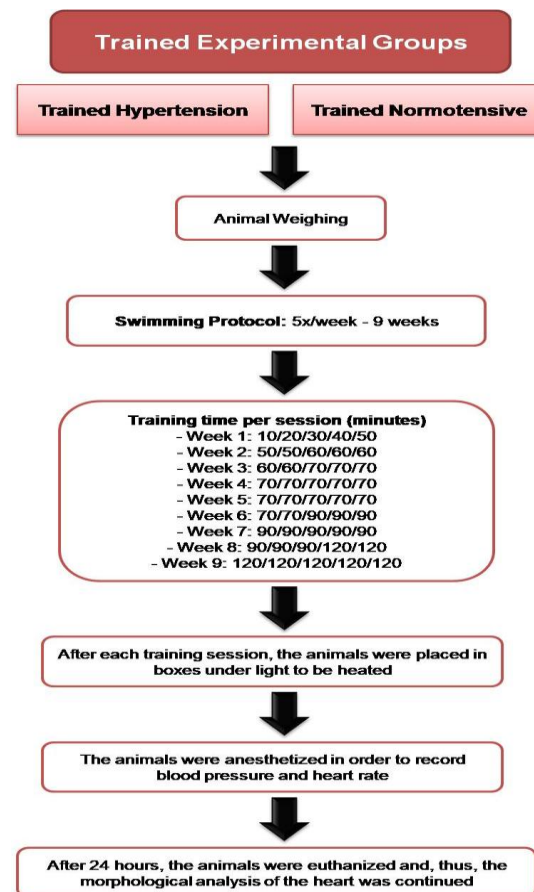 Trained Experimental Groups
Trained Hypertension
Trained Normotensive
Animal Weighing
Swimming Protocol: 5x/week - 9 weeks
Training time per session (minutes)
- Week 1: 10/20/30/40/50
- Week 2: 50/50/60/60/60
- Week 3: 60/60/70/70/70
- Week 4: 70/70/70/70/70
- Week 5: 70/70/70/70/70
- Week 6: 70/70/90/90/90
- Week 7: 90/90/90/90/90
- Week 8: 90/90/90/120/120
- Week 9: 120/120/120/120/120
After each training session, the animals were placed in
boxes under light to be heated
The animals were anesthetized in order to record
blood pressure and heart rate
After 24 hours, the animals were euthanized and, thus, the
morphological analysis of the heart was continued